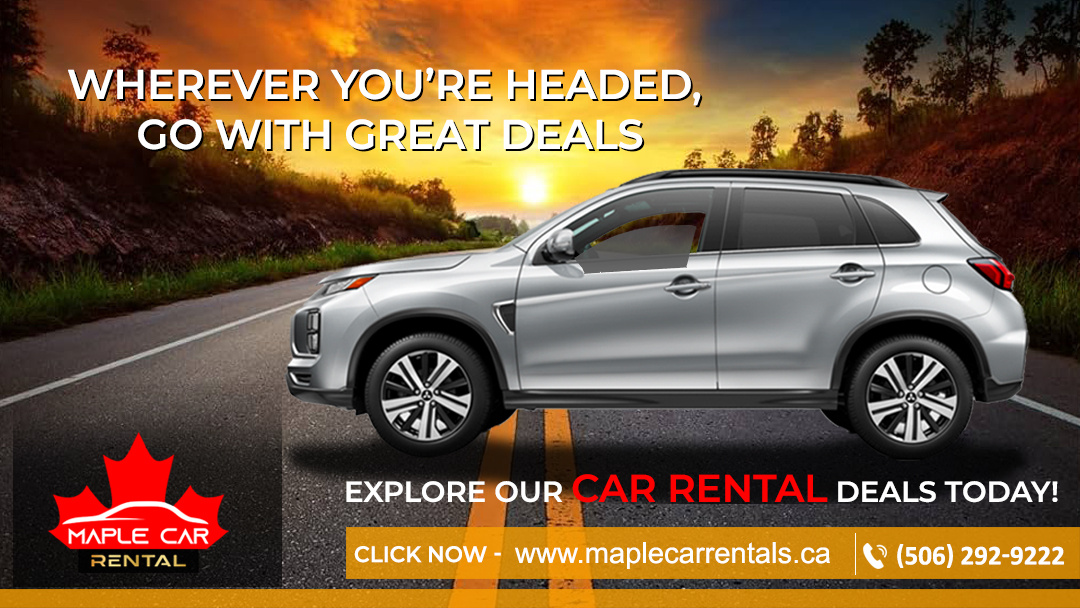 WHEREVER YOU'RE HEADED,
GO WITH GREAT DEALS
EXPLORE OUR CAR RENTAL DEALS TODAY!
MAPLE CAR
RENTAL
CLICK NOW - www.maplecarrentals.ca (506) 292-9222